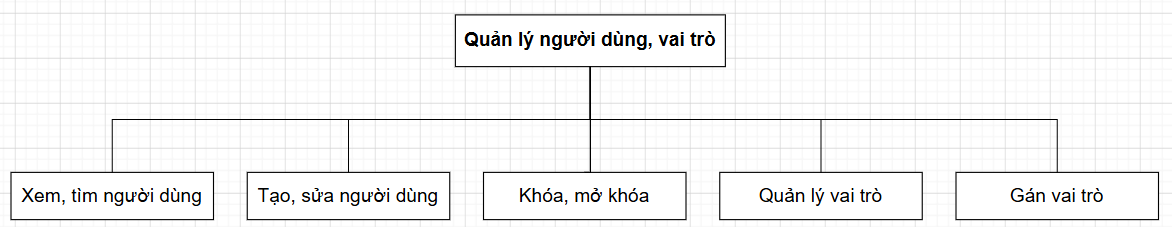 Quản lý người dùng, vai trò
Xem, tìm người dùng
Tạo, sửa người dùng
Khóa, mở khóa
Quản lý vai trò
Gán vai trò